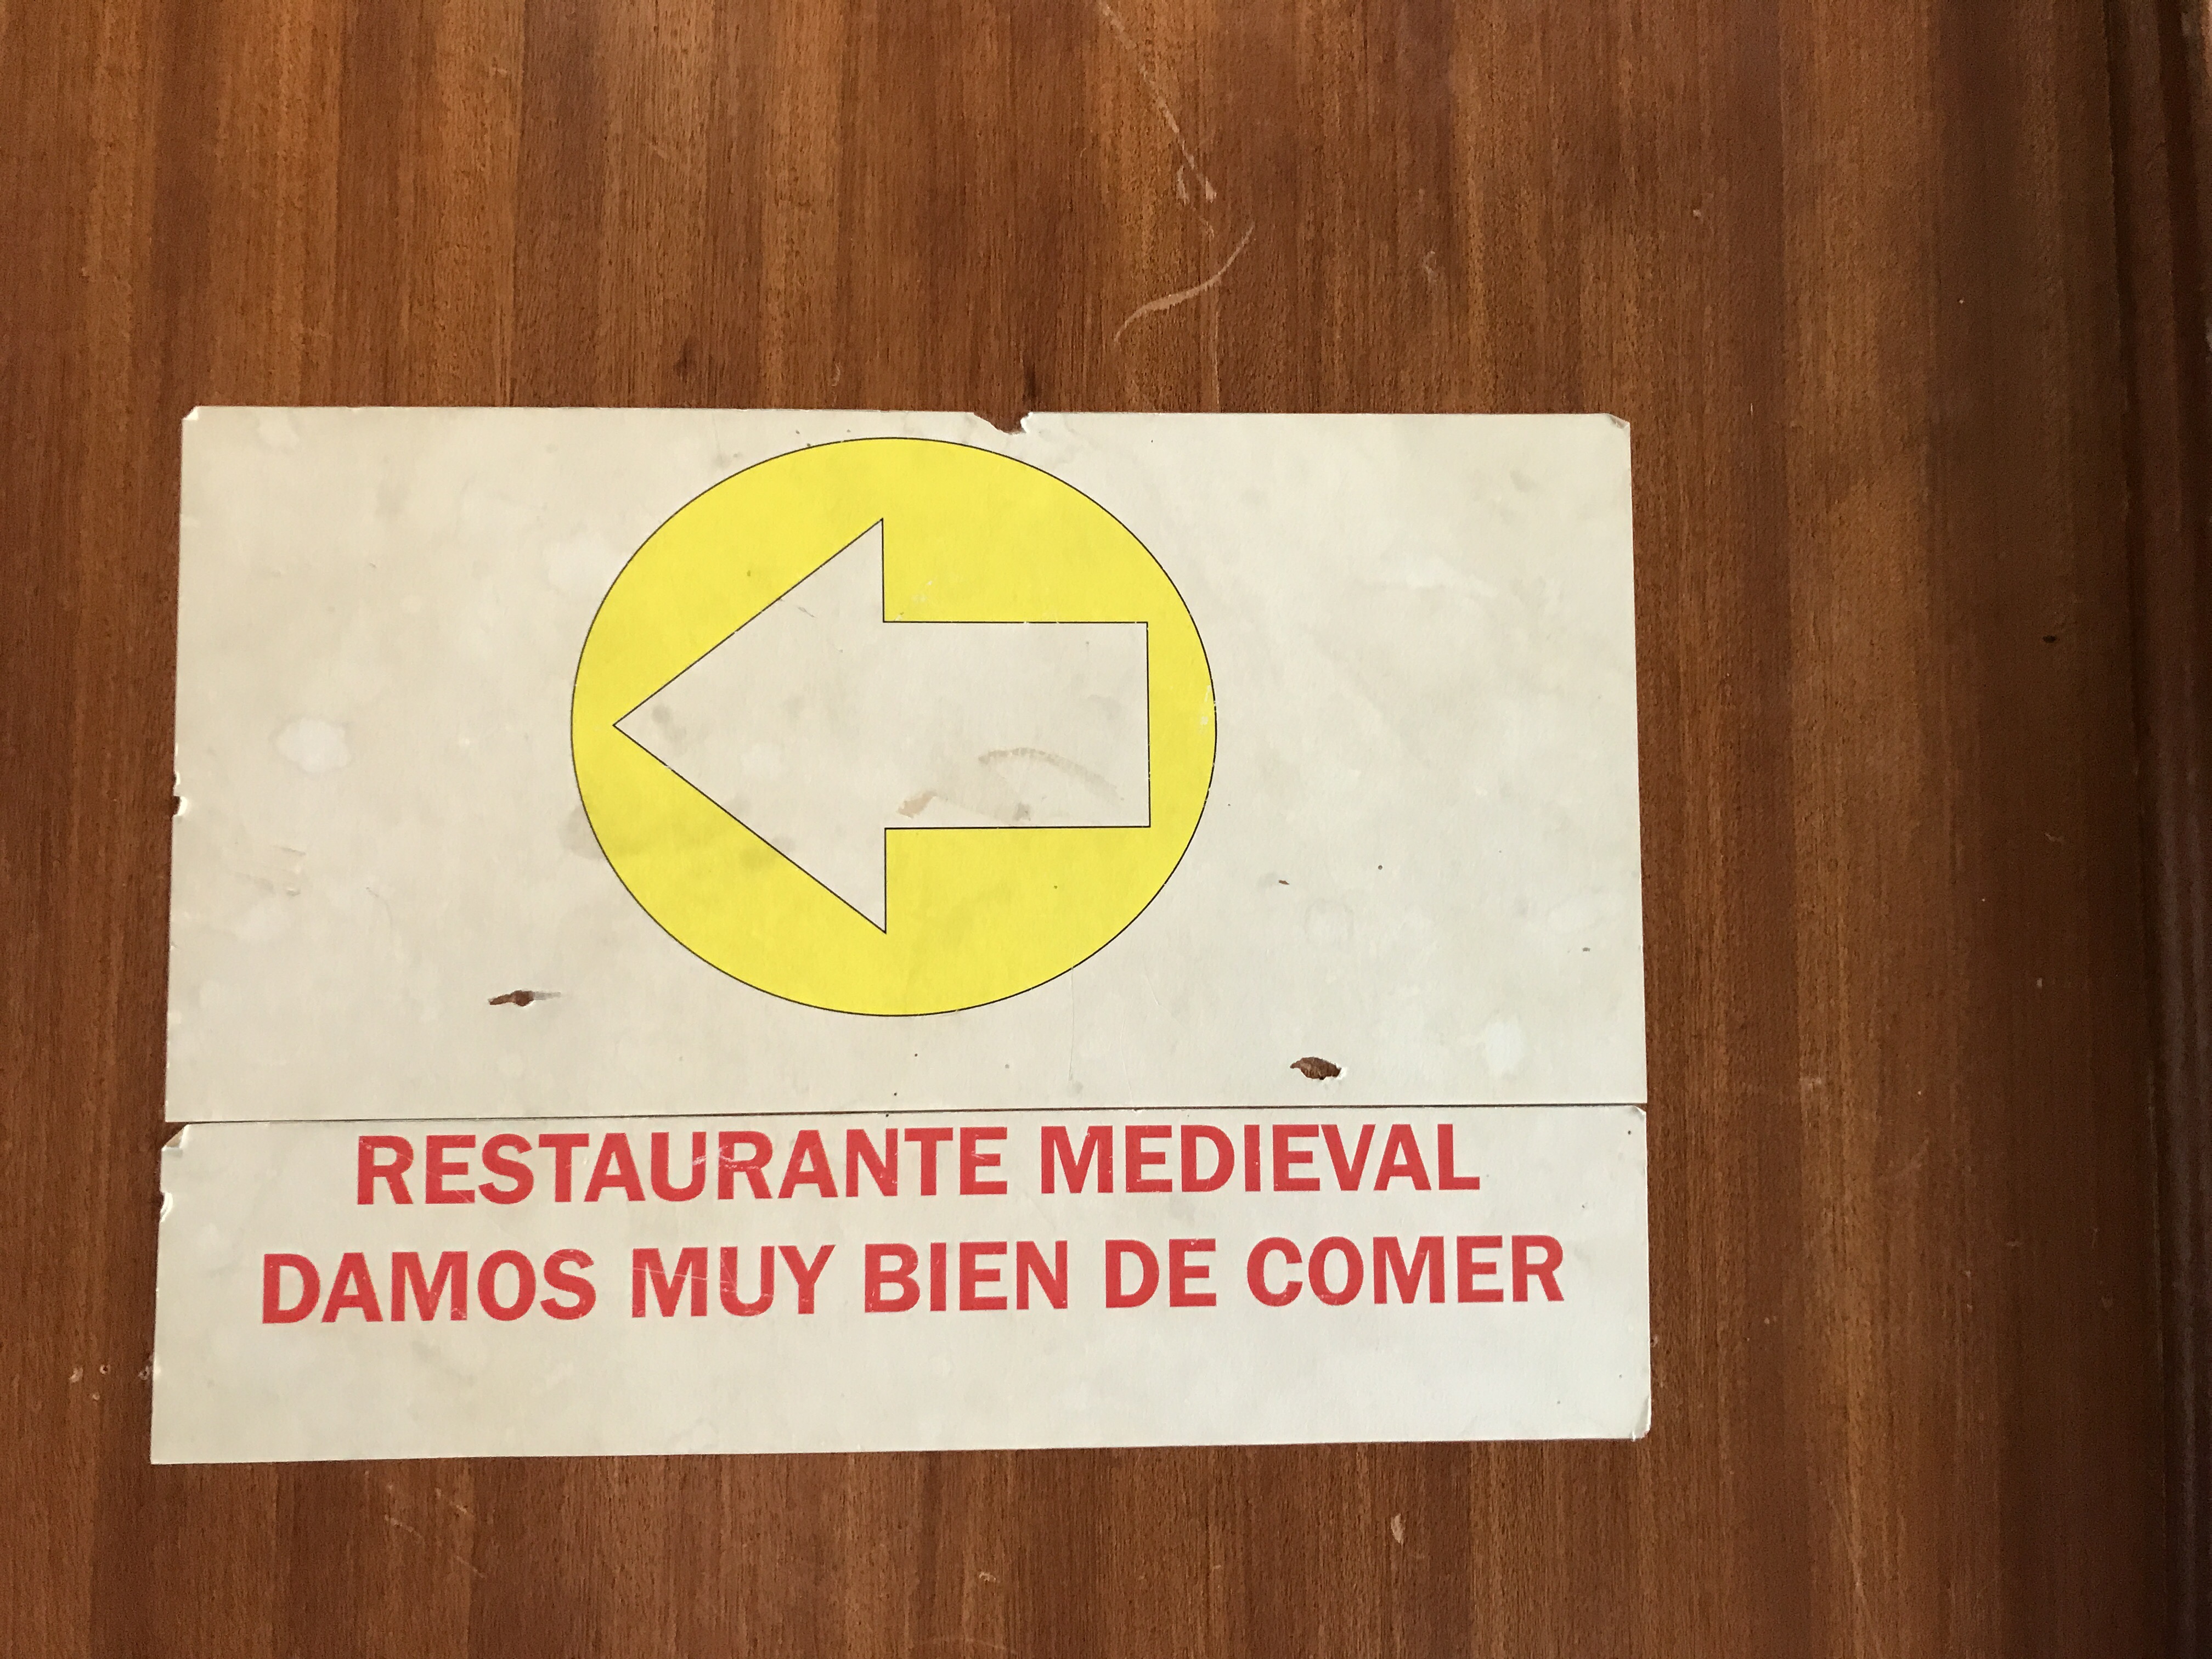 RESTAURANTE MEDIEVAL
DAMOS MUY BIEN DE COMER